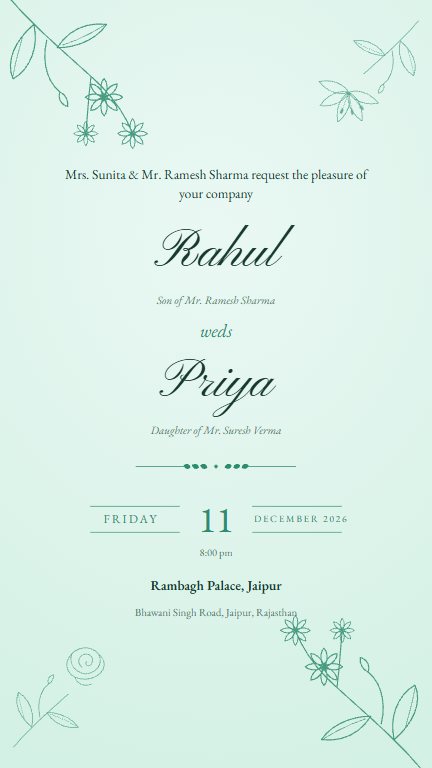 Mrs. Sunita & Mr. Ramesh Sharma request the pleasure of
your company
Rahul
Son of Mr. Ramesh Sharma
weds
Priya
Daughter of Mr. Suresh Verma
FRIDAY 11 DECEMBER 2026
8:00 pm
Rambagh Palace, Jaipur
Bhawani Singh Road, Jaipur, Rajasthan